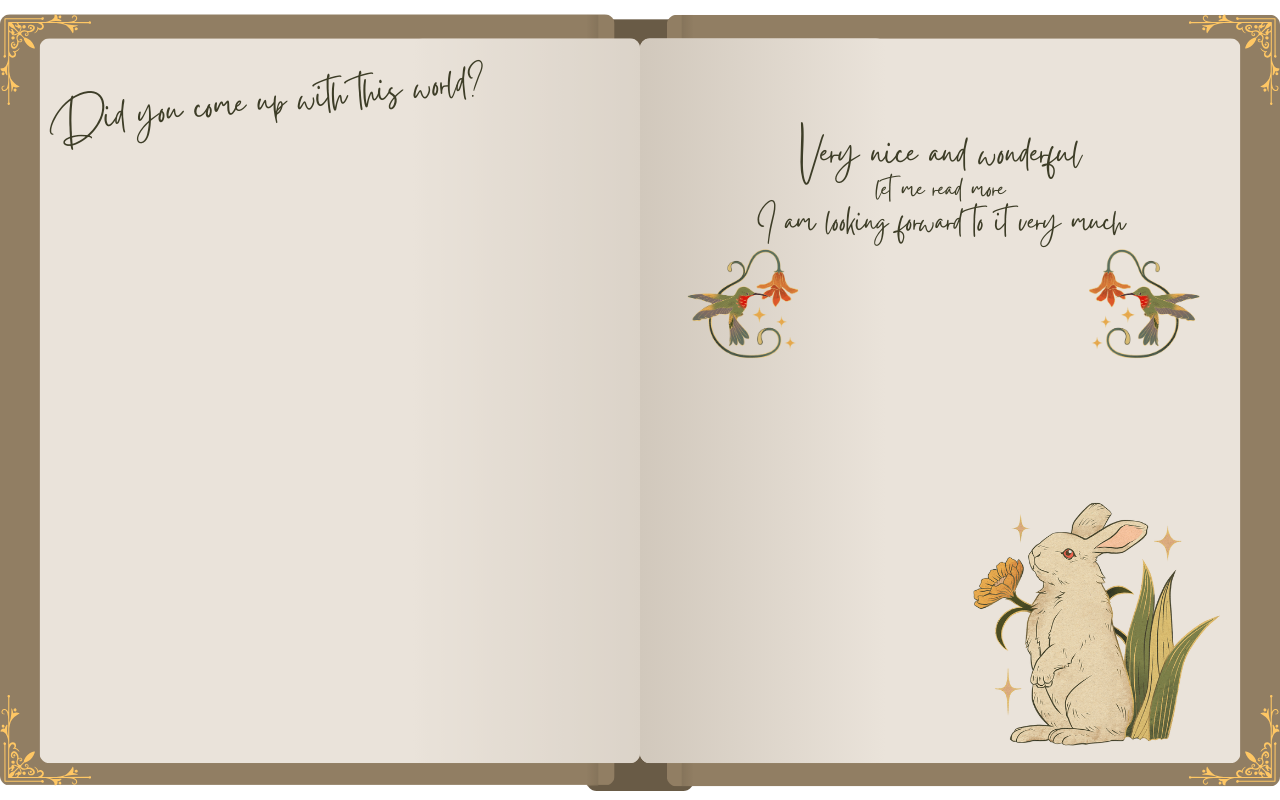 Did you come up with this world?
Very nice and wonderful
let me read more
I am looking forward to it very much